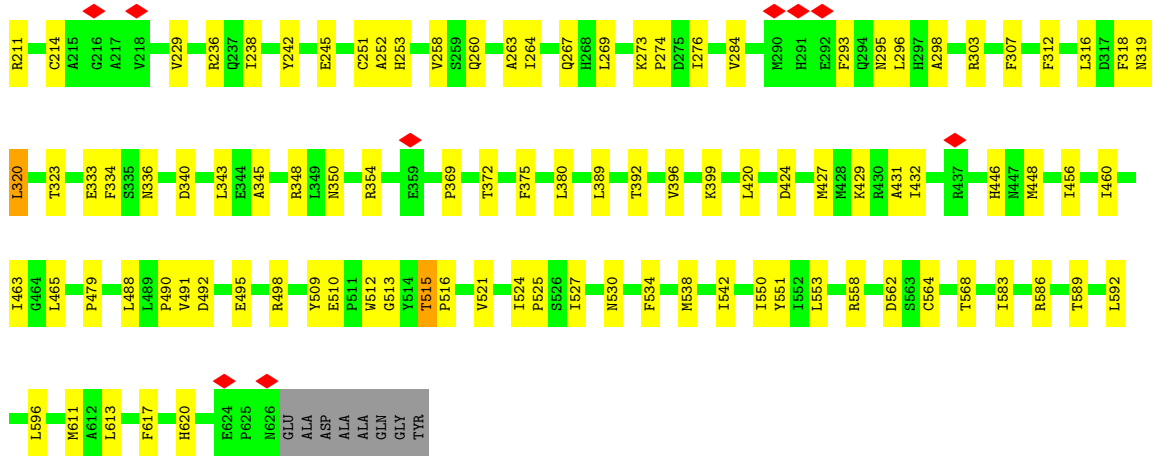 R211 C214 A215 G216 A217 V218 V229 R236 Q237 I238 Y242 E245 C251 A252 H253 V258 S259 Q260 A263 I264 Q267 H268 L269 K273 P274 D275 I276 V284 M290 H291 E292 F293 Q294 N295 L296 H297 A298 R303 F307 F312 L316 D317 F318 N319
L320 T323 E333 F334 S335 N336 D340 L343 E344 A345 R348 L349 N350 R354 E359 P369 T372 F375 L380 L389 T392 V396 K399 L420 D424 M427 M428 K429 R430 A431 I432 R437 H446 N447 M448 I456 I460
I463 G464 L465 P479 L488 L489 P490 V491 D492 E495 R498 Y509 E510 P511 W512 G513 Y514 T515 P516 V521 I524 P525 S526 I527 N530 F534 M538 I542 I550 Y551 I552 L553 R558 D562 S563 C564 T568 I583 R586 T589 L592
L596 M611 A612 L613 F617 H620 E624 P625 N626 GLU ALA ASP ALA ALA GLN GLY TYR